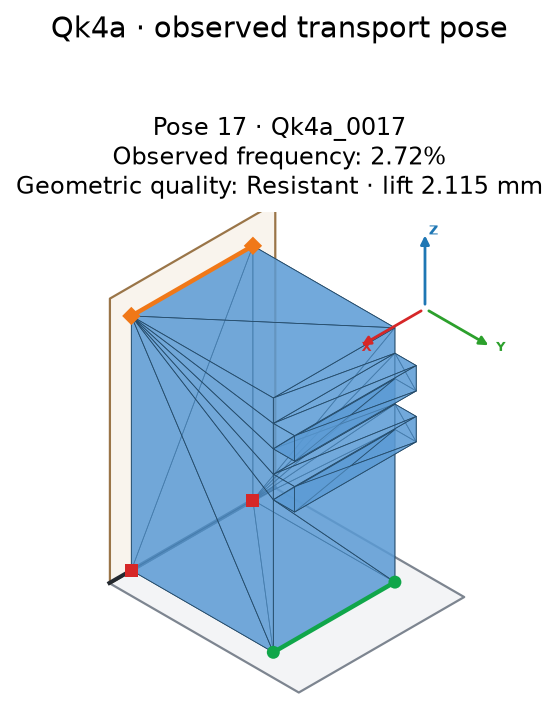 Qk4a · observed transport pose
Pose 17 · Qk4a_0017
Observed frequency: 2.72%
Geometric quality: Resistant · lift 2.115 mm
Z
X
Y